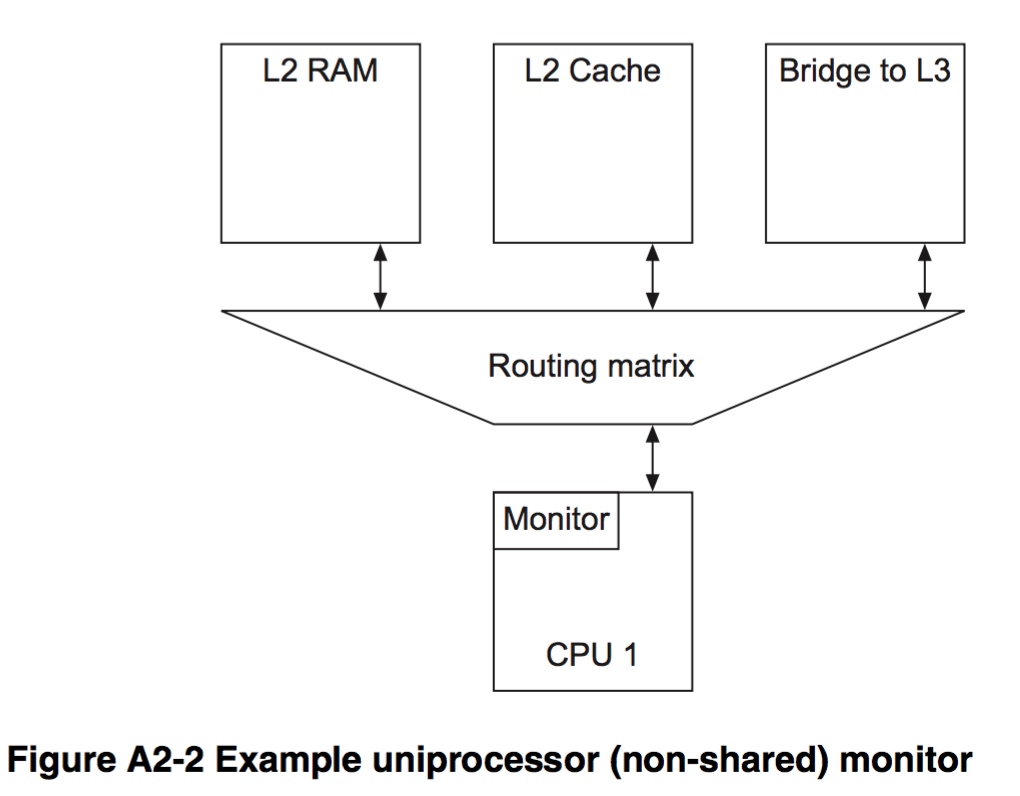 L2 RAM
L2 Cache
Bridge to L3
Routing matrix
Monitor
CPU 1
Figure A2-2 Example uniprocessor (non-shared) monitor